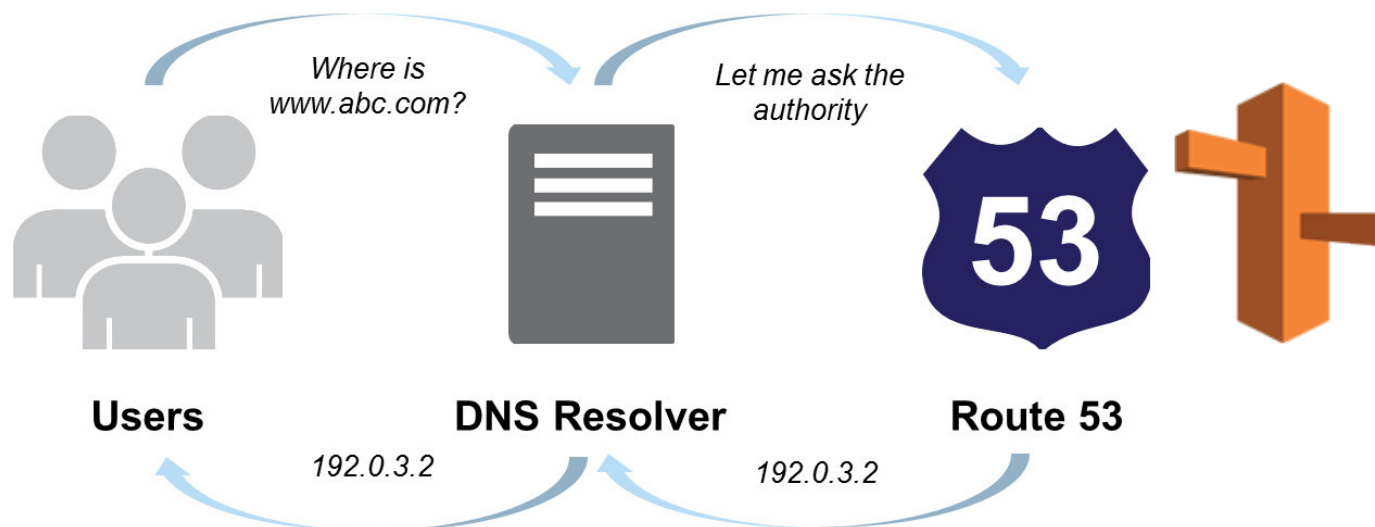 Where is
www.abc.com?
Let me ask the
authority
53
Users
DNS Resolver
Route 53
192.0.3.2
192.0.3.2